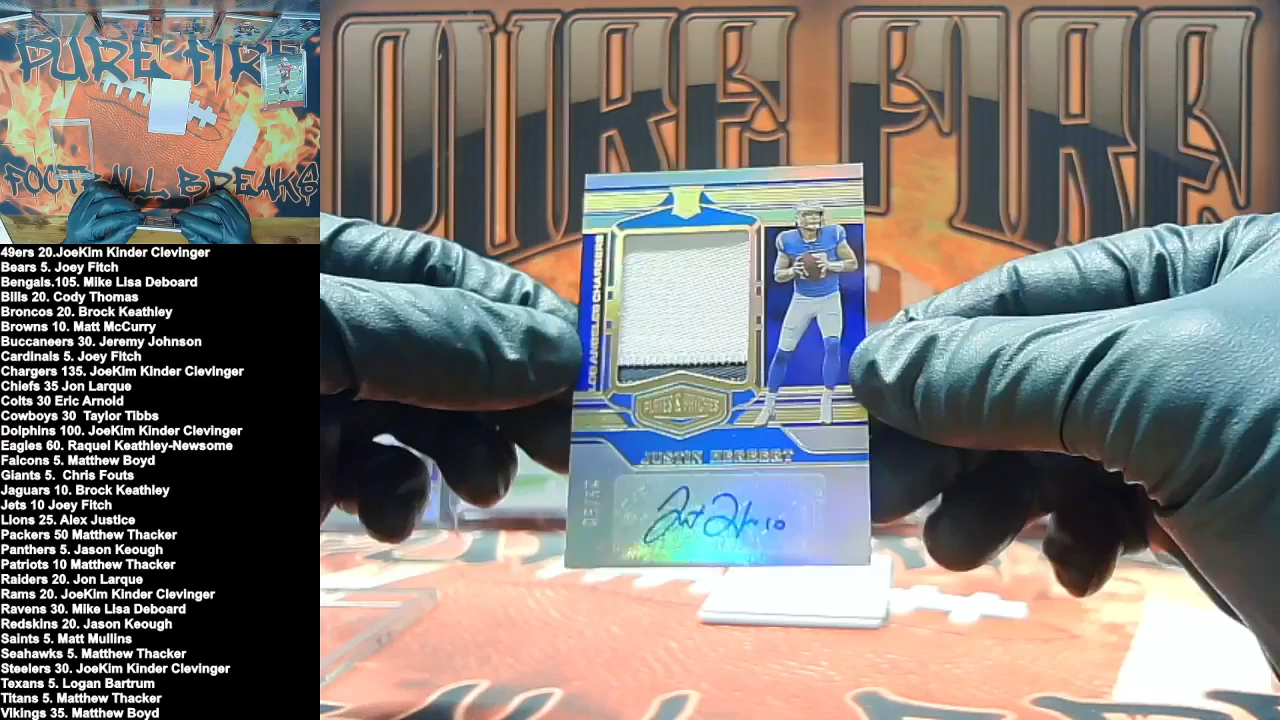 PURE FIRE
FOOTBALL BREAKS
49ers 20.JoeKim Kinder Clevinger
Bears 5. Joey Fitch
Bengals.105. Mike Lisa Deboard
Bills 20. Cody Thomas
Broncos 20. Brock Keathley
Browns 10. Matt McCurry
Buccaneers 30. Jeremy Johnson
Cardinals 5. Joey Fitch
Chargers 135. JoeKim Kinder Clevinger
Chiefs 35 Jon Larque
Colts 30 Eric Arnold
Cowboys 30 Taylor Tibbs
Dolphins 100. JoeKim Kinder Clevinger
Eagles 60. Raquel Keathley-Newsome
Falcons 5. Matthew Boyd
Giants 5. Chris Fouts
Jaguars 10. Brock Keathley
Jets 10 Joey Fitch
Lions 25. Alex Justice
Packers 50 Matthew Thacker
Panthers 5. Jason Keough
Patriots 10 Matthew Thacker
Raiders 20. Jon Larque
Rams 20. JoeKim Kinder Clevinger
Ravens 30. Mike Lisa Deboard
Redskins 20. Jason Keough
Saints 5. Matt Mullins
Seahawks 5. Matthew Thacker
Steelers 30. JoeKim Kinder Clevinger
Texans 5. Logan Bartrum
Titans 5. Matthew Thacker
Vikings 35. Matthew Boyd
PURE FIRE
LOS ANGELES CHARGERS
PLATES & PATCHES
JUSTIN HERBERT